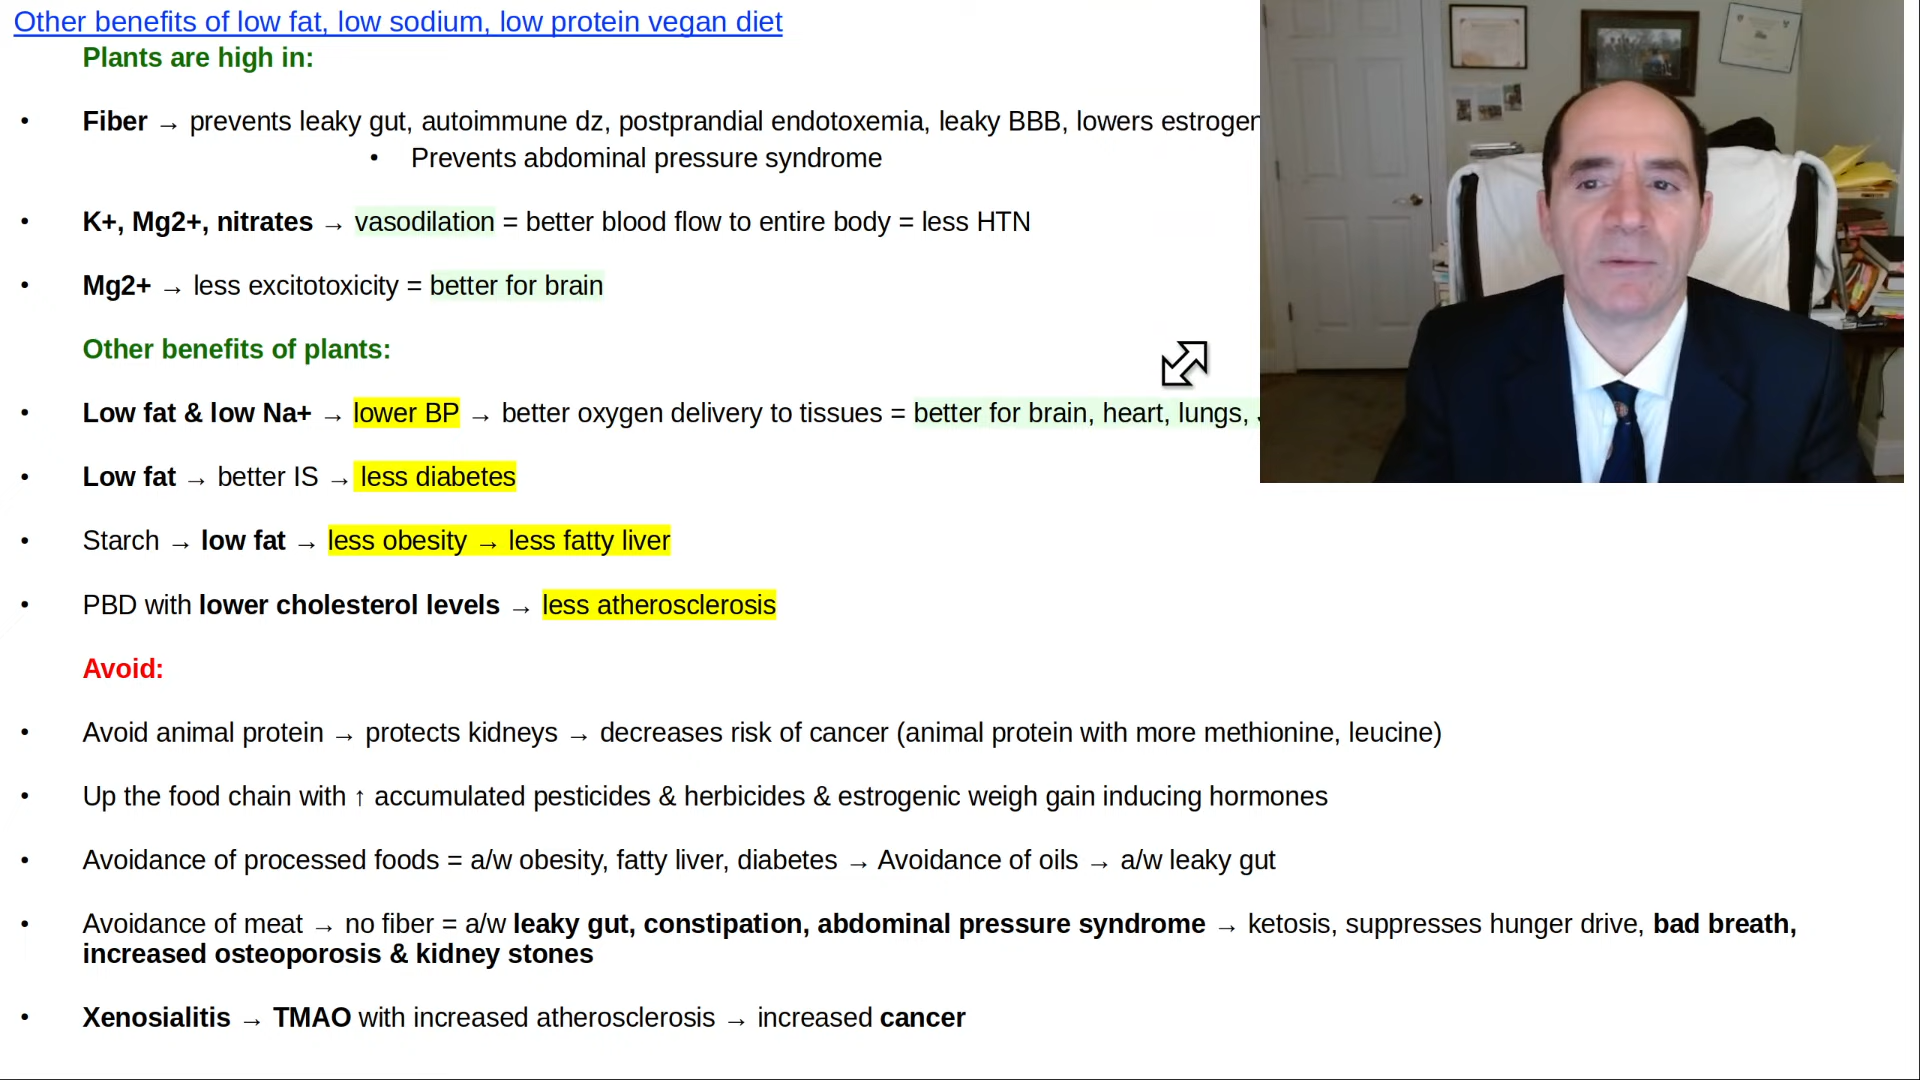 Other benefits of low fat, low sodium, low protein vegan diet
Plants are high in:
• Fiber → prevents leaky gut, autoimmune dz, postprandial endotoxemia, leaky BBB, lowers estrogen
• Prevents abdominal pressure syndrome
• K+, Mg2+, nitrates → vasodilation = better blood flow to entire body = less HTN
• Mg2+ → less excitotoxicity = better for brain
Other benefits of plants:
• Low fat & low Na+ → lower BP → better oxygen delivery to tissues = better for brain, heart, lungs,
• Low fat → better IS → less diabetes
• Starch → low fat → less obesity → less fatty liver
• PBD with lower cholesterol levels → less atherosclerosis
Avoid:
• Avoid animal protein → protects kidneys → decreases risk of cancer (animal protein with more methionine, leucine)
• Up the food chain with ↑ accumulated pesticides & herbicides & estrogenic weigh gain inducing hormones
• Avoidance of processed foods = a/w obesity, fatty liver, diabetes → Avoidance of oils → a/w leaky gut
• Avoidance of meat → no fiber = a/w leaky gut, constipation, abdominal pressure syndrome → ketosis, suppresses hunger drive, bad breath,
increased osteoporosis & kidney stones
• Xenosialitis → TMAO with increased atherosclerosis → increased cancer